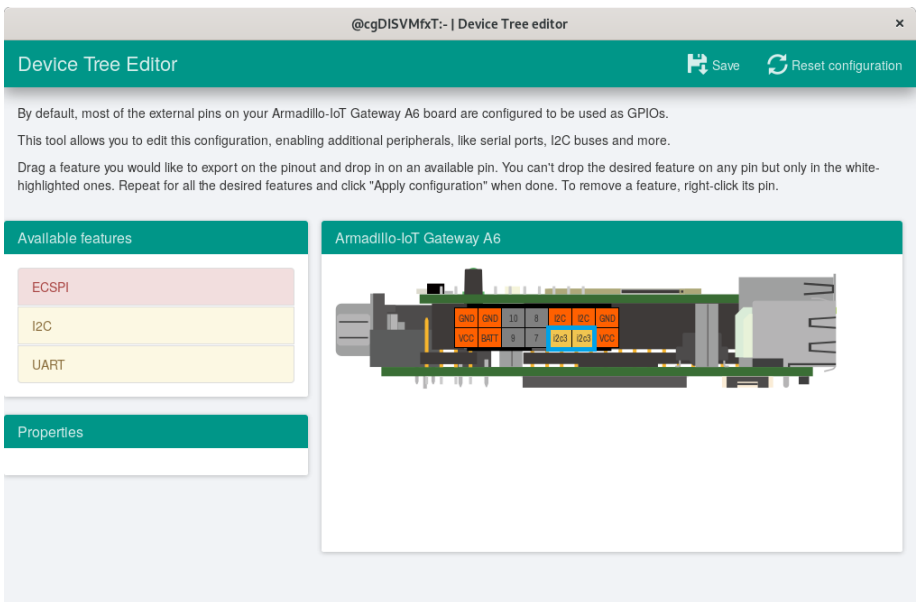 @cgDISVMfxT:~ | Device Tree editor ×
Device Tree Editor Save Reset configuration
By default, most of the external pins on your Armadillo-IoT Gateway A6 board are configured to be used as GPIOs.
This tool allows you to edit this configuration, enabling additional peripherals, like serial ports, I2C buses and more.
Drag a feature you would like to export on the pinout and drop in on an available pin. You can't drop the desired feature on any pin but only in the white-
highlighted ones. Repeat for all the desired features and click "Apply configuration" when done. To remove a feature, right-click its pin.
Available features
ECSPI
I2C
UART
Properties
Armadillo-IoT Gateway A6
GND GND 10 8 I2C I2C GND
VCC BATT 9 7 i2c3 i2c3 VCC